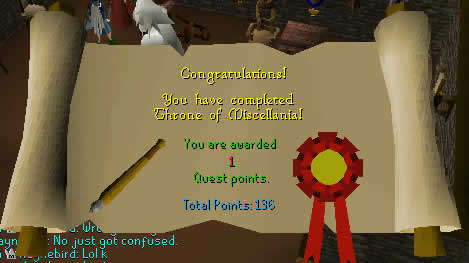 Congratulations!
You have completed
Throne of Miscellania!
You are awarded
1
Quest points.
Total Points: 136
: No just got confused.
bird: Lol k